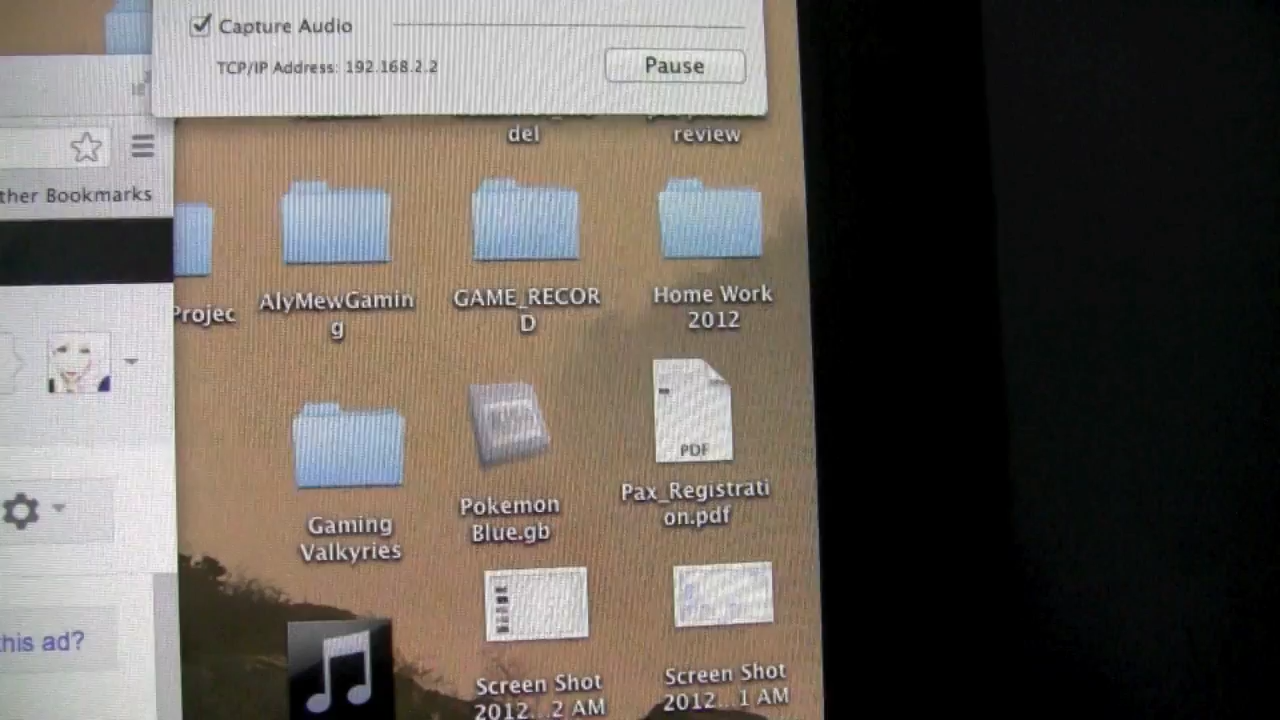 Capture Audio
TCP/IP Address: 192.168.2.2
Pause
del
review
ther Bookmarks
Projec
AlyMewGamin
g
GAME_RECOR
D
Home Work
2012
Gaming
Valkyries
Pokemon
Blue.gb
PDF
Pax_Registrati
on.pdf
this ad?
Screen Shot
2012...2 AM
Screen Shot
2012...1 AM